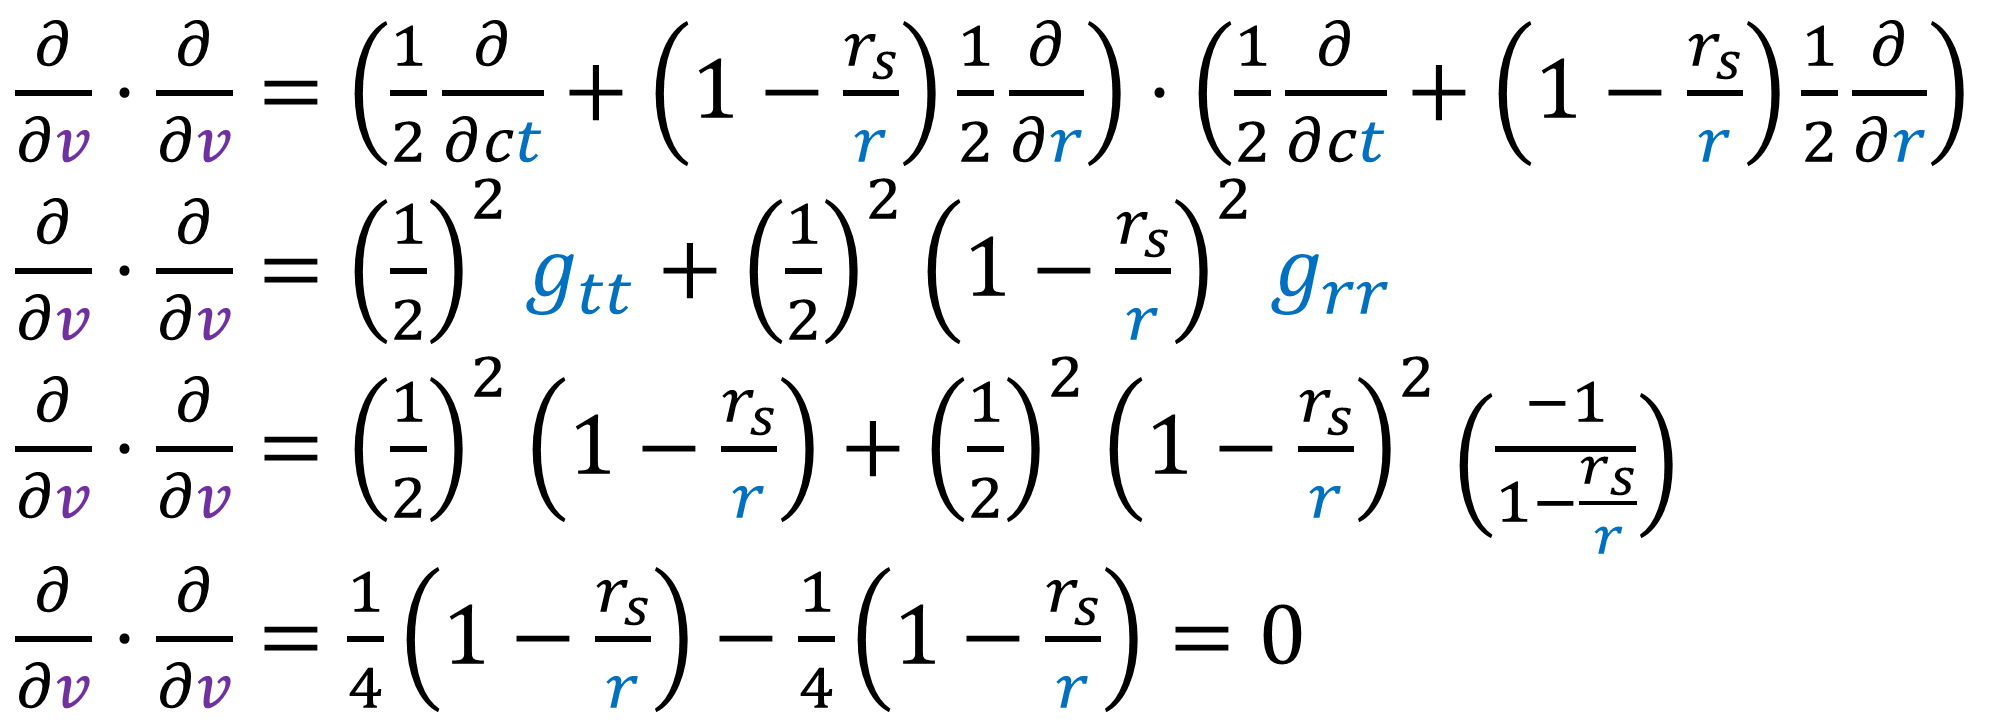 ∂/∂v · ∂/∂v = (1/2 ∂/∂ct + (1 − r_s/r) 1/2 ∂/∂r) · (1/2 ∂/∂ct + (1 − r_s/r) 1/2 ∂/∂r)
∂/∂v · ∂/∂v = (1/2)² g_tt + (1/2)² (1 − r_s/r)² g_rr
∂/∂v · ∂/∂v = (1/2)² (1 − r_s/r) + (1/2)² (1 − r_s/r)² (−1/(1−r_s/r))
∂/∂v · ∂/∂v = 1/4 (1 − r_s/r) − 1/4 (1 − r_s/r) = 0